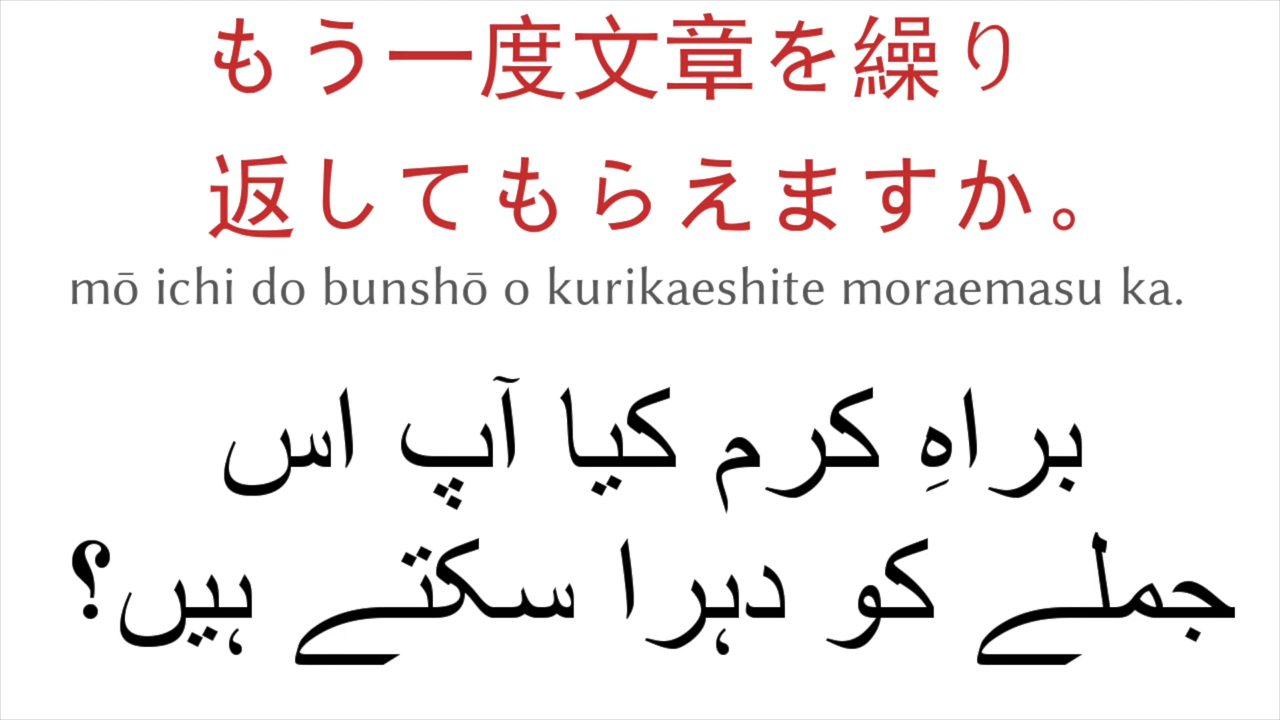 もう一度文章を繰り
返してもらえますか。
mō ichi do bunshō o kurikaeshite moraemasu ka.
براہِ کرم کیا آپ اس
جملے کو دہرا سکتے ہیں؟